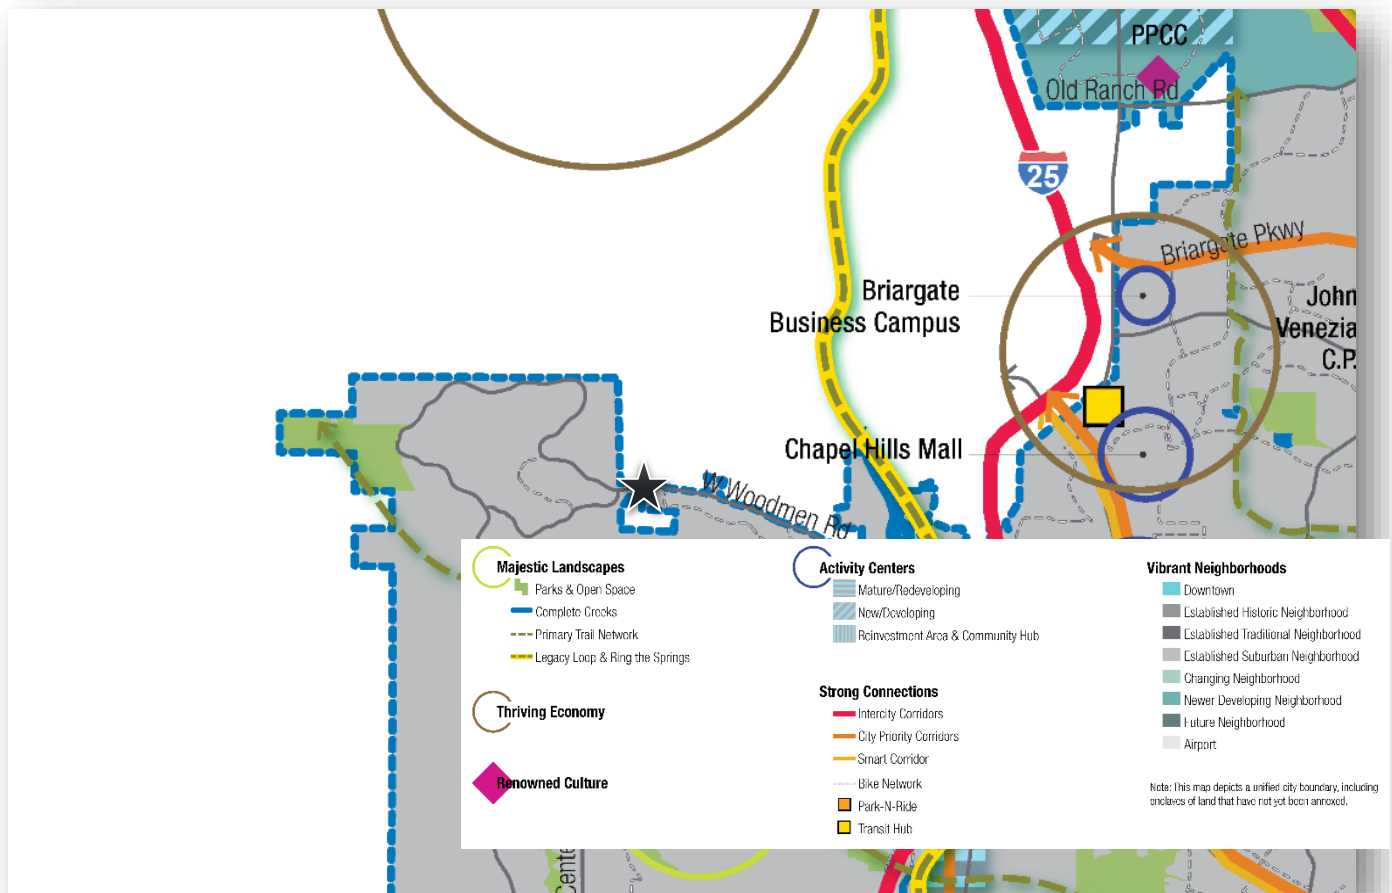 PPCC
Old Ranch Rd
25
Briargate Pkwy
Briargate
Business Campus
John
Venezia
C.P.
Chapel Hills Mall
W Woodmen Rd
Majestic Landscapes
Parks & Open Space
Complete Creeks
Primary Trail Network
Legacy Loop & Ring the Springs
Thriving Economy
Renowned Culture
Activity Centers
Mature/Redeveloping
New/Developing
Reinvestment Area & Community Hub
Strong Connections
Intercity Corridors
City Priority Corridors
Smart Corridor
Bike Network
Park-N-Ride
Transit Hub
Vibrant Neighborhoods
Downtown
Established Historic Neighborhood
Established Traditional Neighborhood
Established Suburban Neighborhood
Changing Neighborhood
Newer Developing Neighborhood
Future Neighborhood
Airport
Note: This map depicts a unified city boundary, including
enclaves of land that have not yet been annexed.
Cente